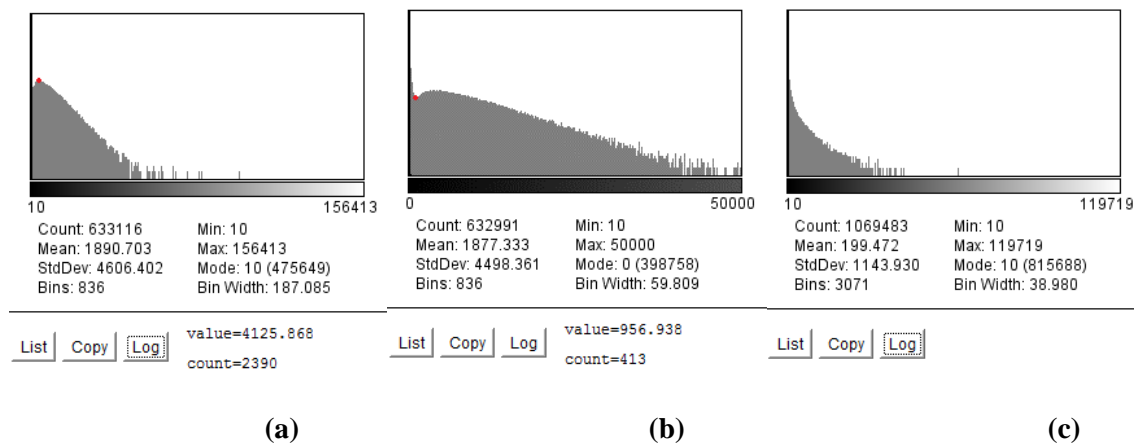 10 156413
Count: 633116 Min: 10
Mean: 1890.703 Max: 156413
StdDev: 4606.402 Mode: 10 (475649)
Bins: 836 Bin Width: 187.085
List Copy Log value=4125.868
count=2390
(a)
0 50000
Count: 632991 Min: 10
Mean: 1877.333 Max: 50000
StdDev: 4498.361 Mode: 0 (398758)
Bins: 836 Bin Width: 59.809
List Copy Log value=956.938
count=413
(b)
10 119719
Count: 1069483 Min: 10
Mean: 199.472 Max: 119719
StdDev: 1143.930 Mode: 10 (815688)
Bins: 3071 Bin Width: 38.980
List Copy Log
(c)